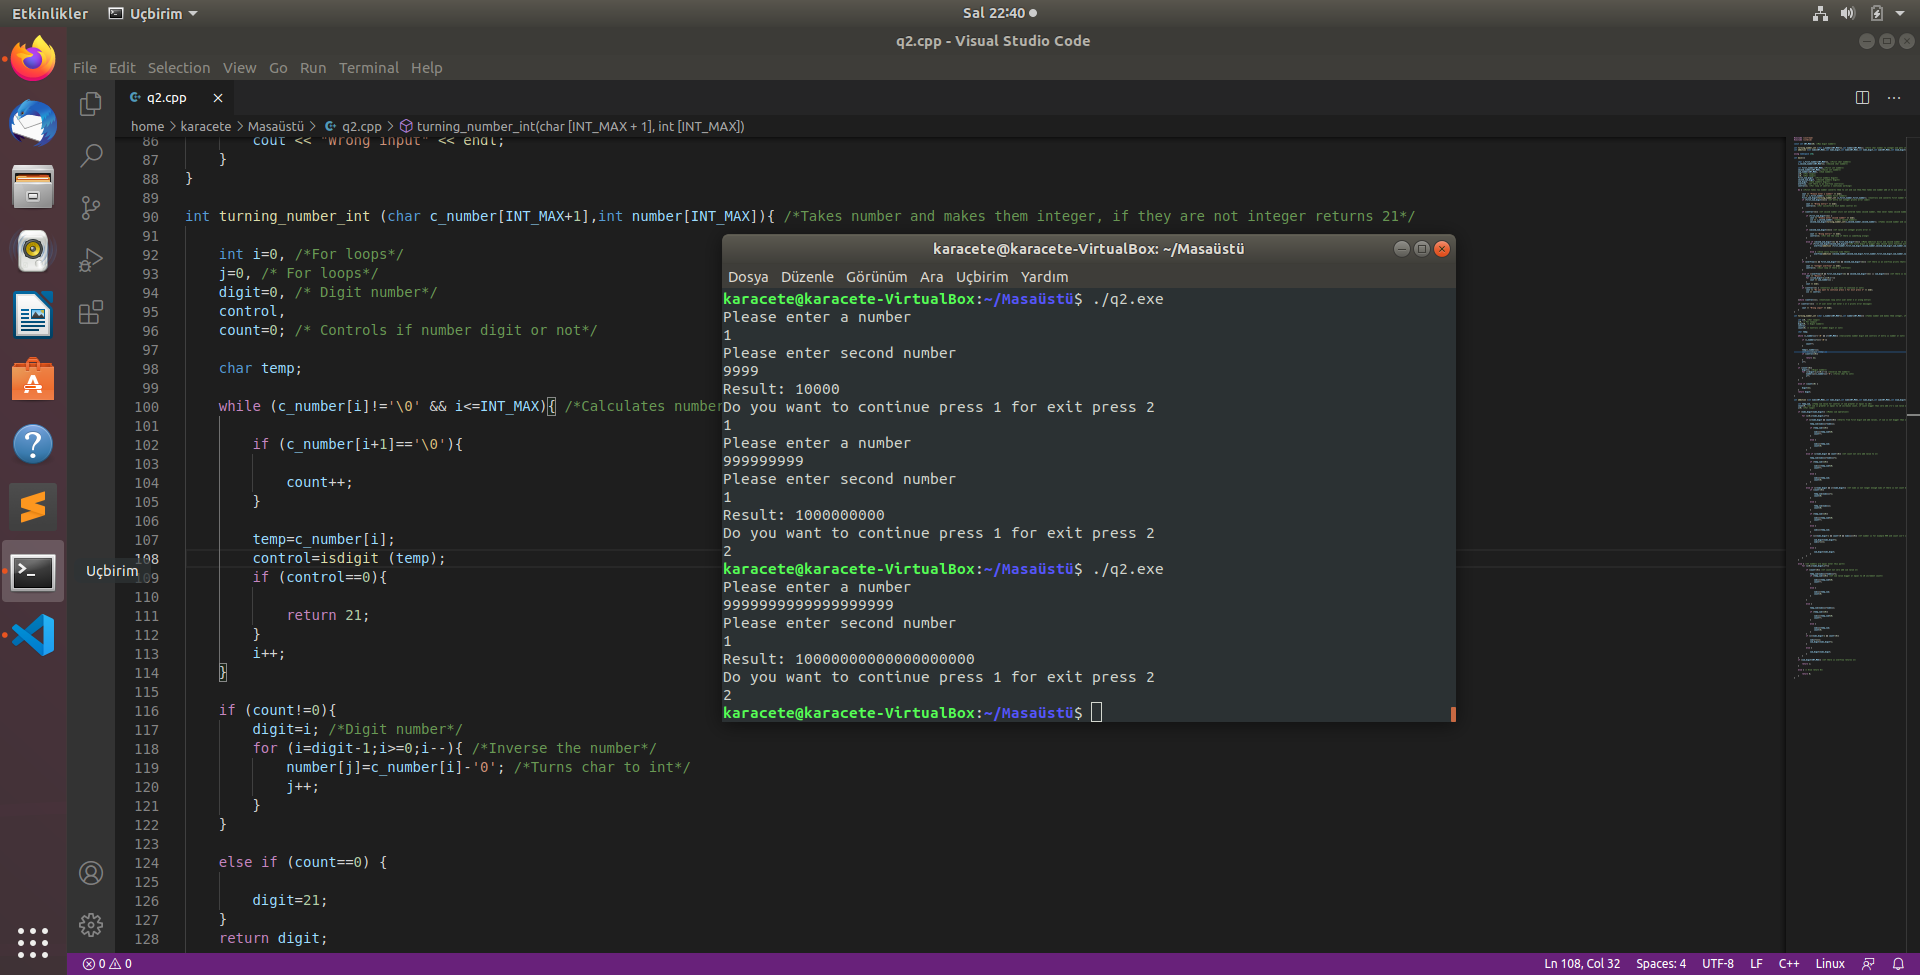 Etkinlikler Uçbirim Sal 22:40
q2.cpp - Visual Studio Code
File Edit Selection View Go Run Terminal Help
q2.cpp
home > karacete > Masaüstü > q2.cpp > turning_number_int(char [INT_MAX + 1], int [INT_MAX])
86 cout << "Wrong input" << endl;
87 }
88 }
89
90 int turning_number_int (char c_number[INT_MAX+1],int number[INT_MAX]){ /*Takes number and makes them integer, if they are not integer returns 21*/
91
92 int i=0, /*For loops*/
93 j=0, /* For loops*/
94 digit=0, /* Digit number*/
95 control,
96 count=0; /* Controls if number digit or not*/
97
98 char temp;
99
100 while (c_number[i]!='\0' && i<=INT_MAX){ /*Calculates number
101
102 if (c_number[i+1]=='\0'){
103
104 count++;
105 }
106
107 temp=c_number[i];
108 control=isdigit (temp);
109 if (control==0){
110
111 return 21;
112 }
113 i++;
114 }
115
116 if (count!=0){
117 digit=i; /*Digit number*/
118 for (i=digit-1;i>=0;i--){ /*Inverse the number*/
119 number[j]=c_number[i]-'0'; /*Turns char to int*/
120 j++;
121 }
122 }
123
124 else if (count==0) {
125
126 digit=21;
127 }
128 return digit;
Uçbirim
karacete@karacete-VirtualBox: ~/Masaüstü
Dosya Düzenle Görünüm Ara Uçbirim Yardım
karacete@karacete-VirtualBox:~/Masaüstü$ ./q2.exe
Please enter a number
1
Please enter second number
9999
Result: 10000
Do you want to continue press 1 for exit press 2
1
Please enter a number
999999999
Please enter second number
1
Result: 1000000000
Do you want to continue press 1 for exit press 2
2
karacete@karacete-VirtualBox:~/Masaüstü$ ./q2.exe
Please enter a number
9999999999999999999
Please enter second number
1
Result: 10000000000000000000
Do you want to continue press 1 for exit press 2
2
karacete@karacete-VirtualBox:~/Masaüstü$
0 0 Ln 108, Col 32 Spaces: 4 UTF-8 LF C++ Linux